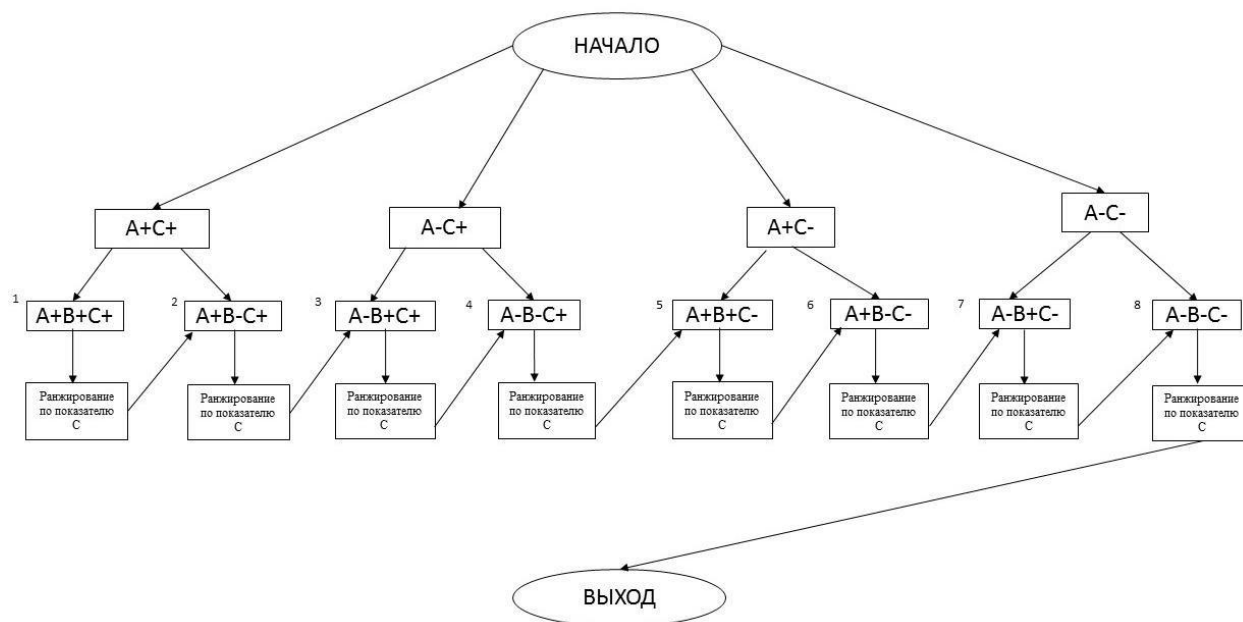 НАЧАЛО
А+С+
А-С+
А+С-
А-С-
1
А+В+С+
2
А+В-С+
3
А-В+С+
4
А-В-С+
5
А+В+С-
6
А+В-С-
7
А-В+С-
8
А-В-С-
Ранжирование
по показателю
С
Ранжирование
по показателю
С
Ранжирование
по показателю
С
Ранжирование
по показателю
С
Ранжирование
по показателю
С
Ранжирование
по показателю
С
Ранжирование
по показателю
С
Ранжирование
по показателю
С
ВЫХОД